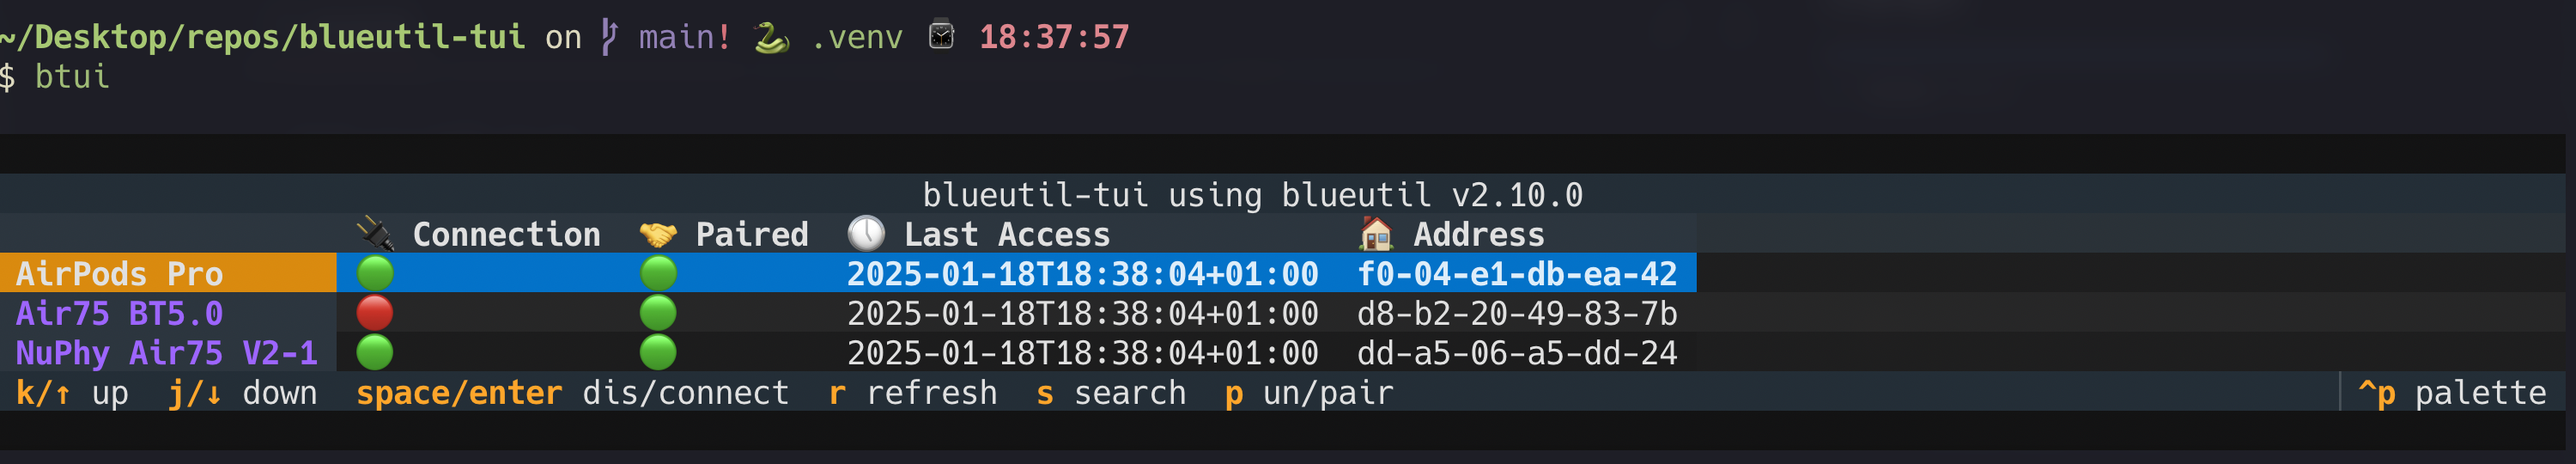 ~/Desktop/repos/blueutil-tui on main! 🐍 .venv ⌚ 18:37:57
$ btui
blueutil-tui using blueutil v2.10.0
🔌 Connection 🤝 Paired 🕔 Last Access 🏠 Address
AirPods Pro 🟢 🟢 2025-01-18T18:38:04+01:00 f0-04-e1-db-ea-42
Air75 BT5.0 🔴 🟢 2025-01-18T18:38:04+01:00 d8-b2-20-49-83-7b
NuPhy Air75 V2-1 🟢 🟢 2025-01-18T18:38:04+01:00 dd-a5-06-a5-dd-24
k/↑ up j/↓ down space/enter dis/connect r refresh s search p un/pair ^p palette